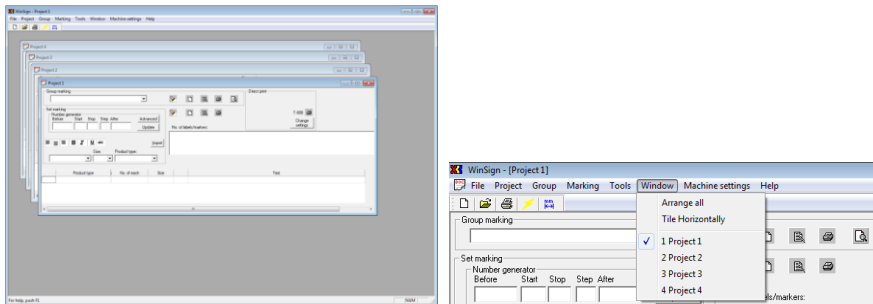 WinSign - Project 1
File Project Group Marking Tools Window Machine settings Help
Project 4
Project 3
Project 2
Project 1
Group marking
Direct print
Set marking
Number generator
Before Start Stop Step After
Advanced
Update
T-800
Change
settings
No. of labels/markers:
Insert
Size: Product type:
Product type No. of each Size Text
For help, push F1
NUM
WinSign - [Project 1]
File Project Group Marking Tools Window Machine settings Help
Arrange all
Tile Horizontally
✓ 1 Project 1
2 Project 2
3 Project 3
4 Project 4
Group marking
Set marking
Number generator
Before Start Stop Step After
ls/markers: